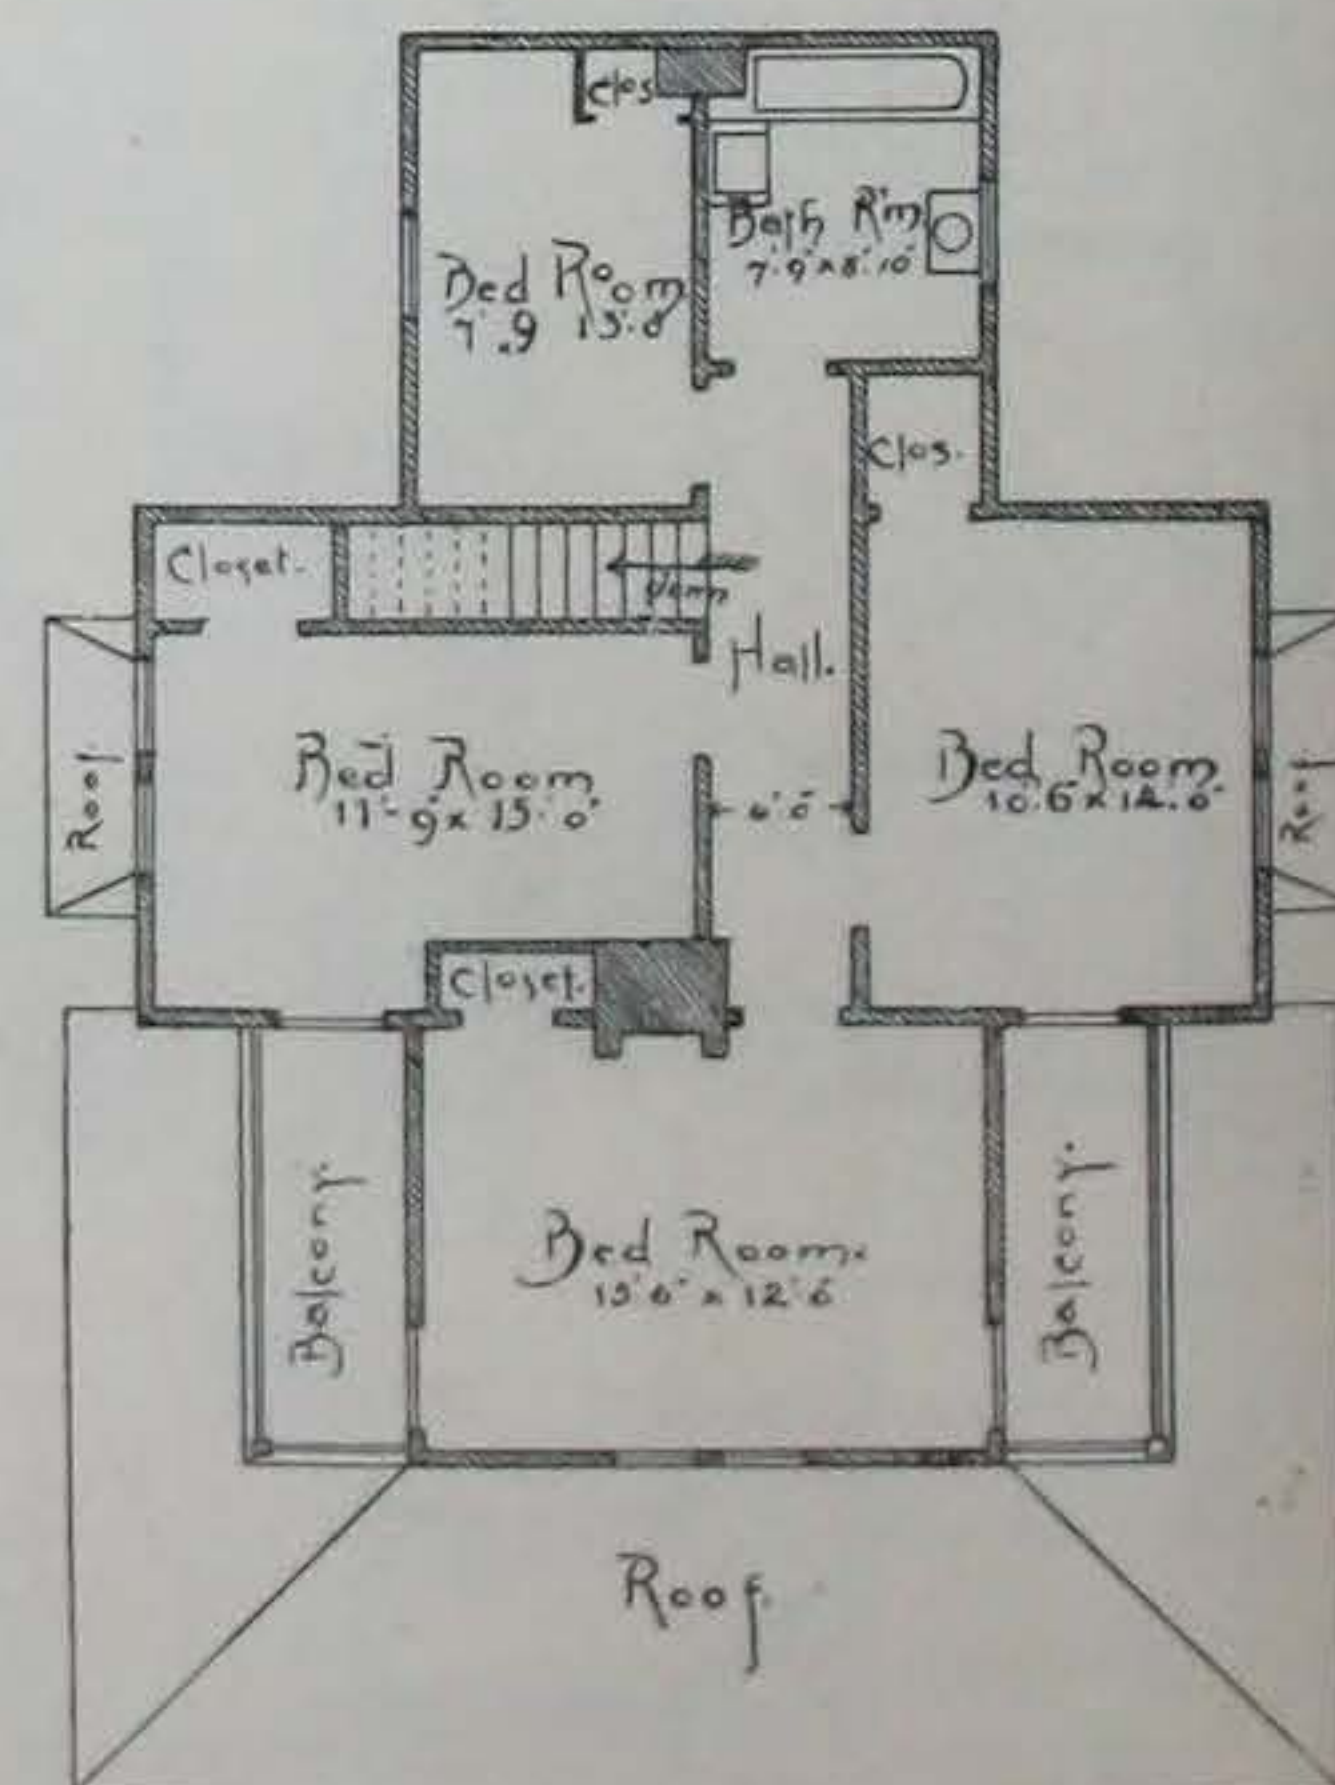 Clos
Bath R'm
7'.9" x 8'.10"
Bed Room
7'.9 13'.6
Clos.
Closet.
Down
Hall.
Bed Room
11'-9" x 15'.0"
Roof
4'.0"
Bed Room
10.6" x 12'.0"
Roof
Closet.
Balcony.
Bed Room.
15'6" x 12'6
Balcony.
Roof.